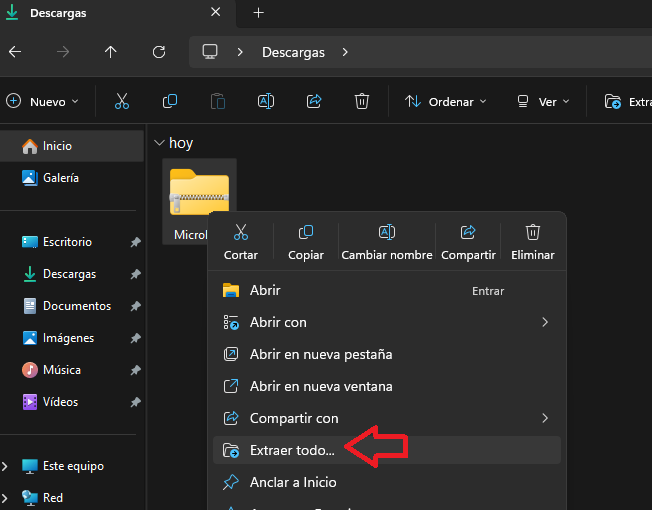 Descargas
Descargas
Nuevo
Ordenar
Ver
Extra
Inicio
Galería
Escritorio
Descargas
Documentos
Imágenes
Música
Vídeos
Este equipo
Red
hoy
Cortar
Copiar
Cambiar nombre
Compartir
Eliminar
Abrir Entrar
Abrir con
Abrir en nueva pestaña
Abrir en nueva ventana
Compartir con
Extraer todo...
Anclar a Inicio